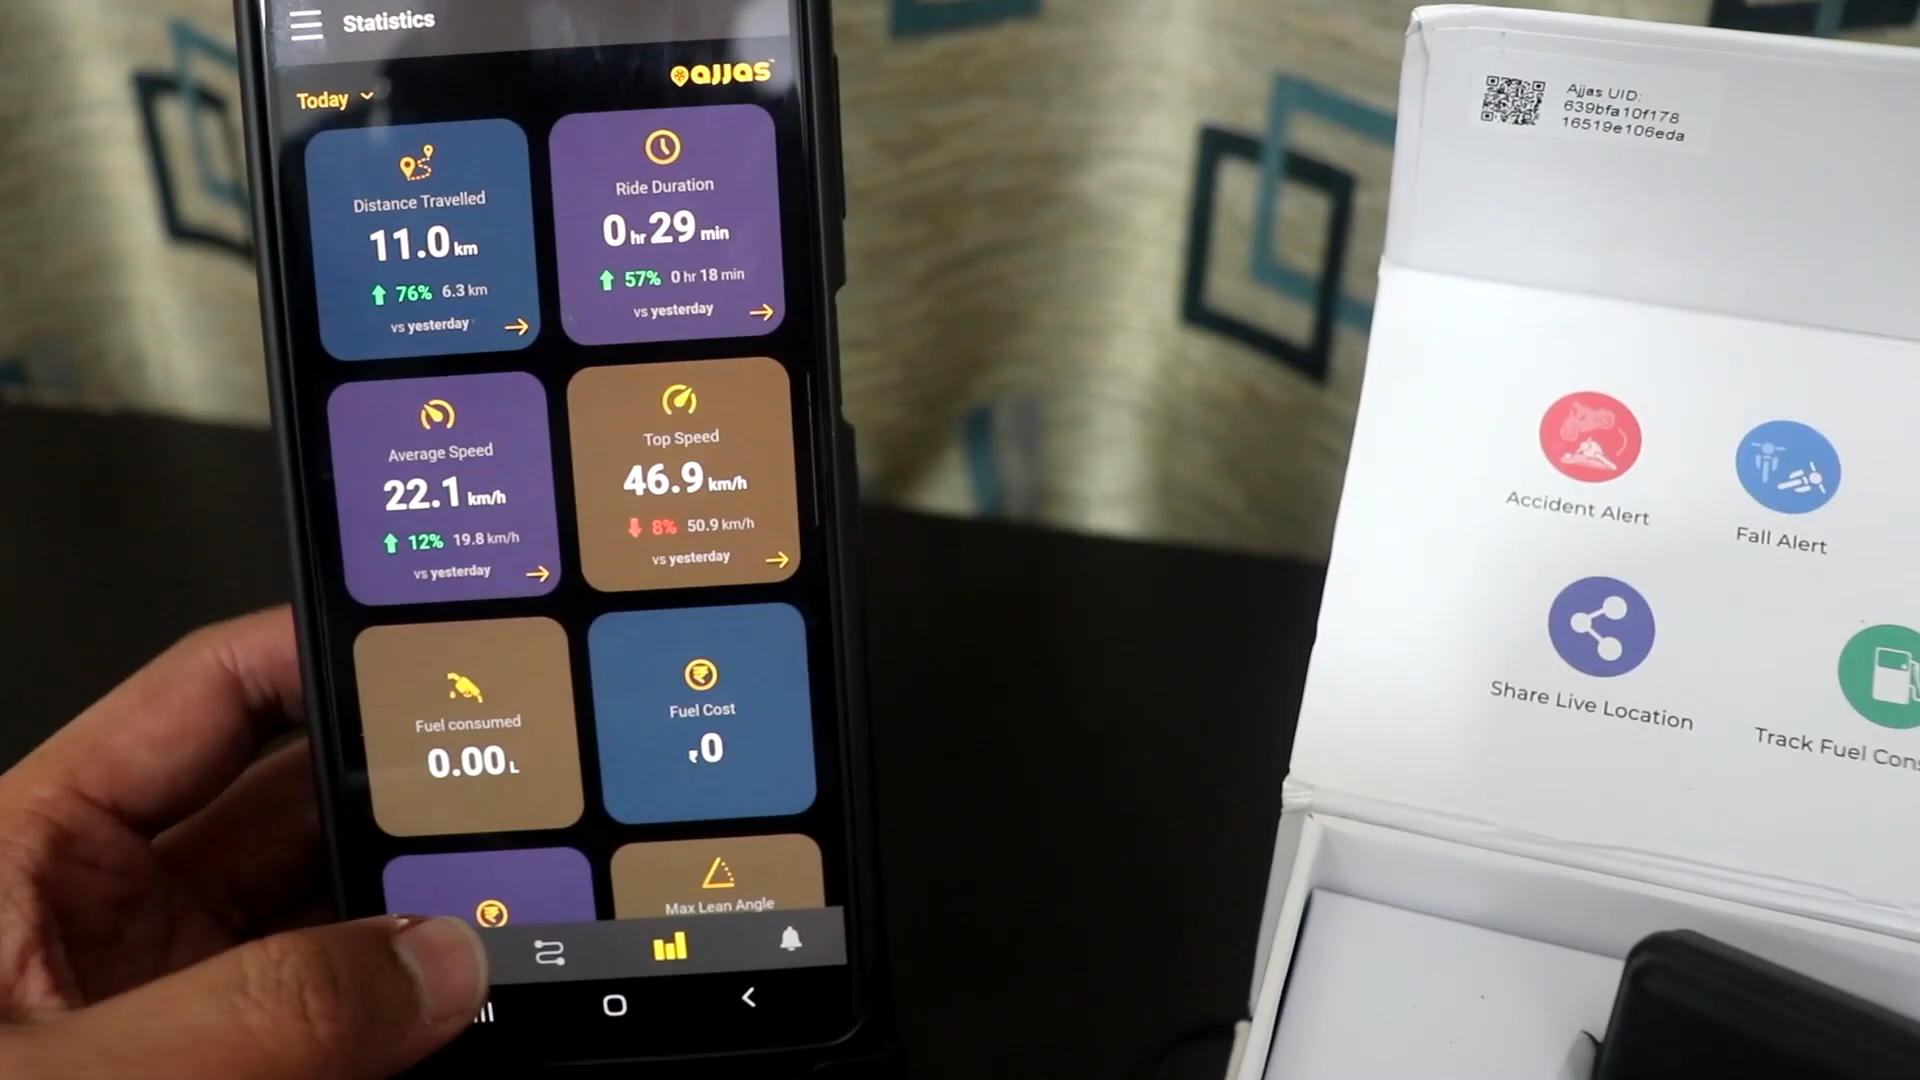 Statistics
ajjas
Today
Distance Travelled
11.0 km
76% 6.3 km
vs yesterday
Ride Duration
0 hr 29 min
57% 0 hr 18 min
vs yesterday
Average Speed
22.1 km/h
12% 19.8 km/h
vs yesterday
Top Speed
46.9 km/h
8% 50.9 km/h
vs yesterday
Fuel consumed
0.00 L
Fuel Cost
₹0
Max Lean Angle
Ajjas UID:
639bfa10f178
16519e106eda
Accident Alert
Fall Alert
Share Live Location
Track Fuel Cons